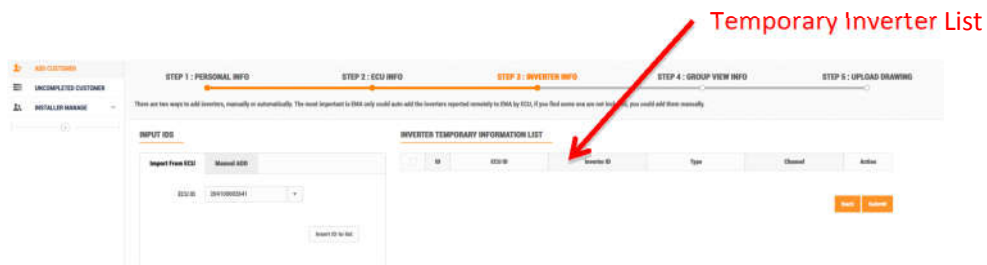 Temporary Inverter List
ADD CUSTOMER
UNCOMPLETED CUSTOMER
INSTALLER MANAGE
STEP 1 : PERSONAL INFO
STEP 2 : ECU INFO
STEP 3 : INVERTER INFO
STEP 4 : GROUP VIEW INFO
STEP 5 : UPLOAD DRAWING
There are two ways to add inverters, manually or automatically. The most important is EMA only could auto add the inverters reported remotely to EMA by ECU, if you find some one are not included, you could add them manually.
INPUT IDS
Import From ECU
Manual ADD
ECU ID
Insert ID to list
INVERTER TEMPORARY INFORMATION LIST
Id
ECU ID
Inverter ID
Type
Channel
Action
Back
Submit